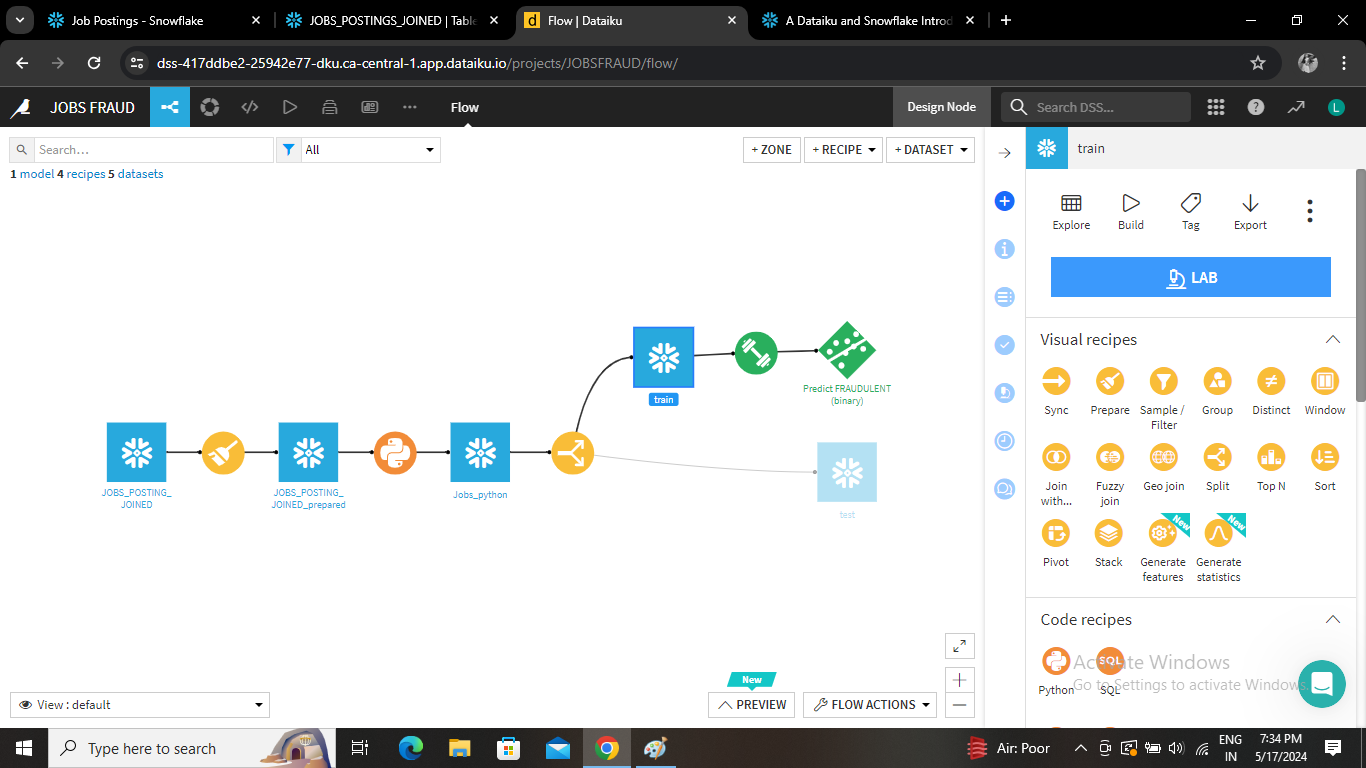 Job Postings - Snowflake
JOBS_POSTINGS_JOINED | Table
Flow | Dataiku
A Dataiku and Snowflake Introd
dss-417ddbe2-25942e77-dku.ca-central-1.app.dataiku.io/projects/JOBSFRAUD/flow/
JOBS FRAUD
Flow
Design Node
Search DSS...
L
Search...
All
+ ZONE
+ RECIPE
+ DATASET
1 model 4 recipes 5 datasets
train
Explore
Build
Tag
Export
LAB
Visual recipes
Sync
Prepare
Sample /
Filter
Group
Distinct
Window
Join
with...
Fuzzy
join
Geo join
Split
Top N
Sort
New
New
Pivot
Stack
Generate
features
Generate
statistics
Code recipes
Python
SQL
SQL
train
Predict FRAUDULENT
(binary)
JOBS_POSTING_
JOINED
JOBS_POSTING_
JOINED_prepared
Jobs_python
test
Activate Windows
Go to Settings to activate Windows.
New
View : default
PREVIEW
FLOW ACTIONS
Type here to search
Air: Poor
ENG
IN
7:34 PM
5/17/2024